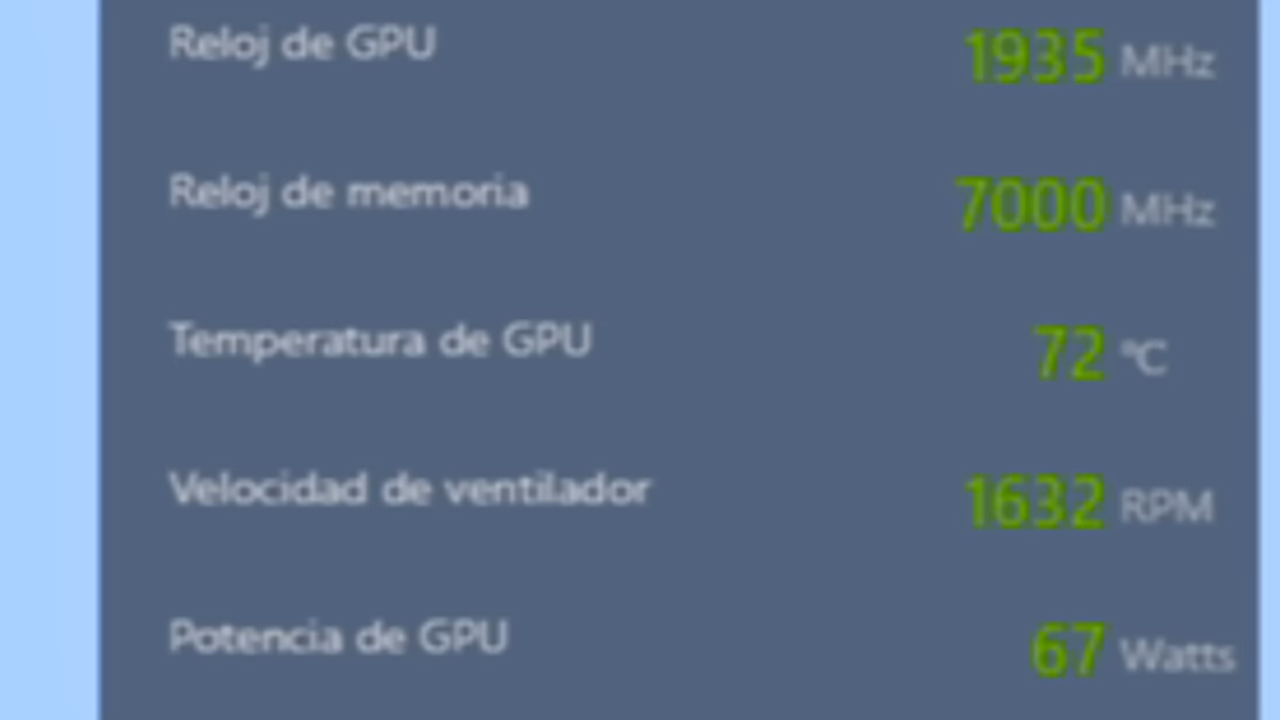 Reloj de GPU 1935 MHz
Reloj de memoria 7000 MHz
Temperatura de GPU 72 °C
Velocidad de ventilador 1632 RPM
Potencia de GPU 67 Watts